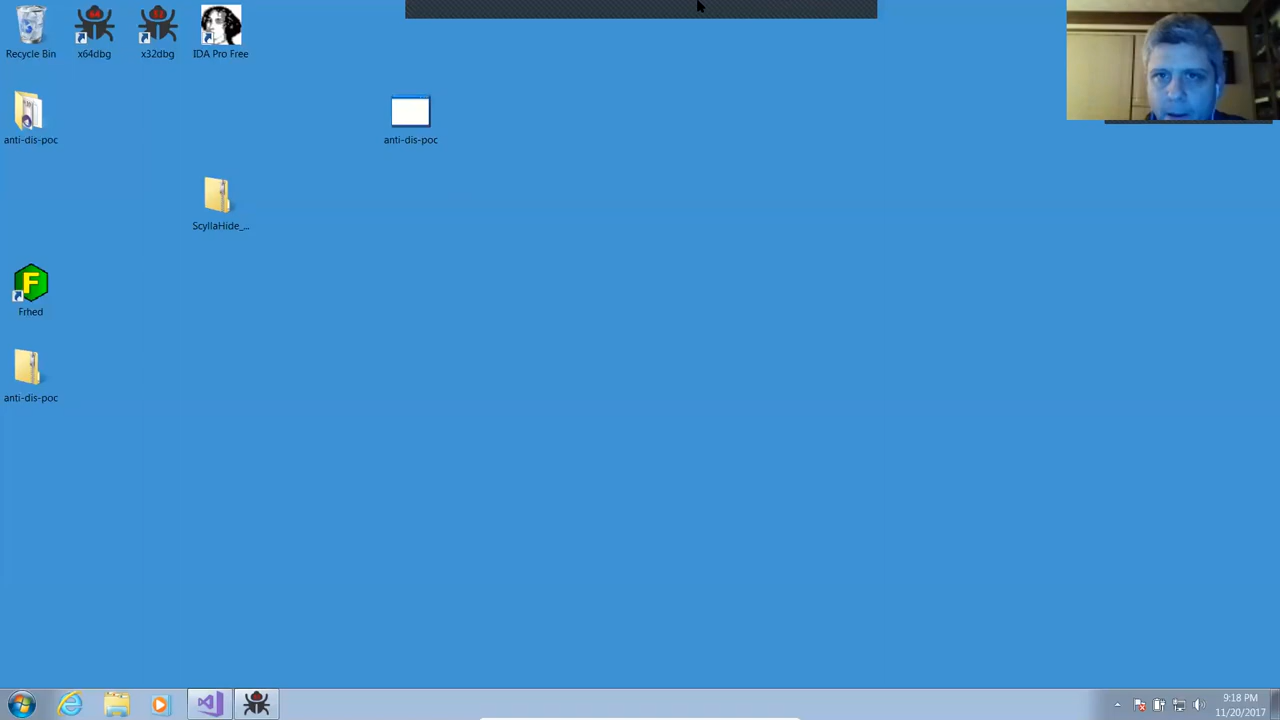 Recycle Bin
x64dbg
x32dbg
IDA Pro Free
anti-dis-poc
anti-dis-poc
ScyllaHide_...
F
Frhed
anti-dis-poc
9:18 PM
11/20/2017